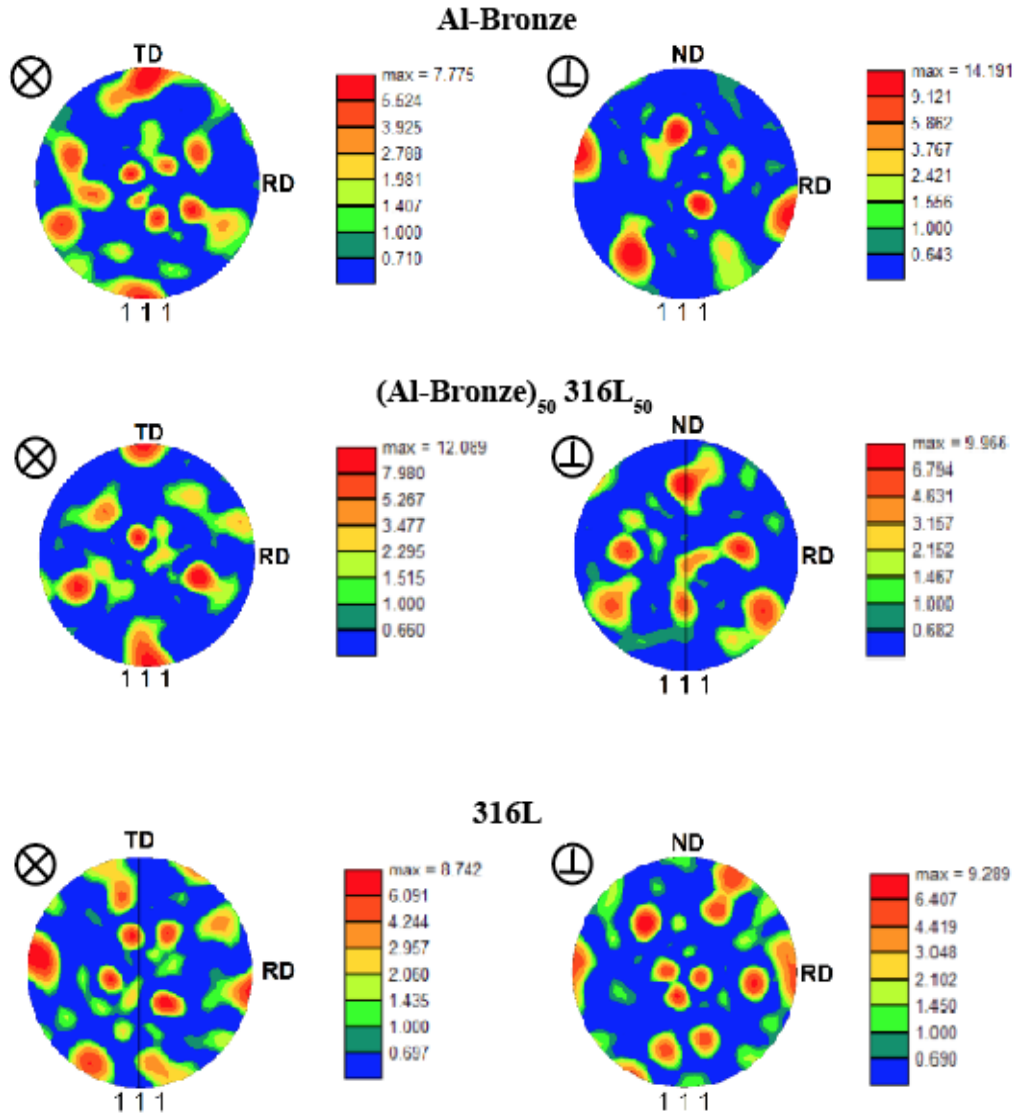 Al-Bronze
TD
RD
1 1 1
max = 7.775
5.524
3.925
2.788
1.981
1.407
1.000
0.710
ND
RD
1 1 1
max = 14.191
9.121
5.862
3.767
2.421
1.556
1.000
0.643
(Al-Bronze)50 316L50
TD
RD
1 1 1
max = 12.089
7.980
5.267
3.477
2.295
1.515
1.000
0.660
ND
RD
1 1 1
max = 9.966
6.794
4.631
3.157
2.152
1.467
1.000
0.682
316L
TD
RD
1 1 1
max = 8.742
6.091
4.244
2.957
2.060
1.435
1.000
0.697
ND
RD
1 1 1
max = 9.289
6.407
4.419
3.048
2.102
1.450
1.000
0.690